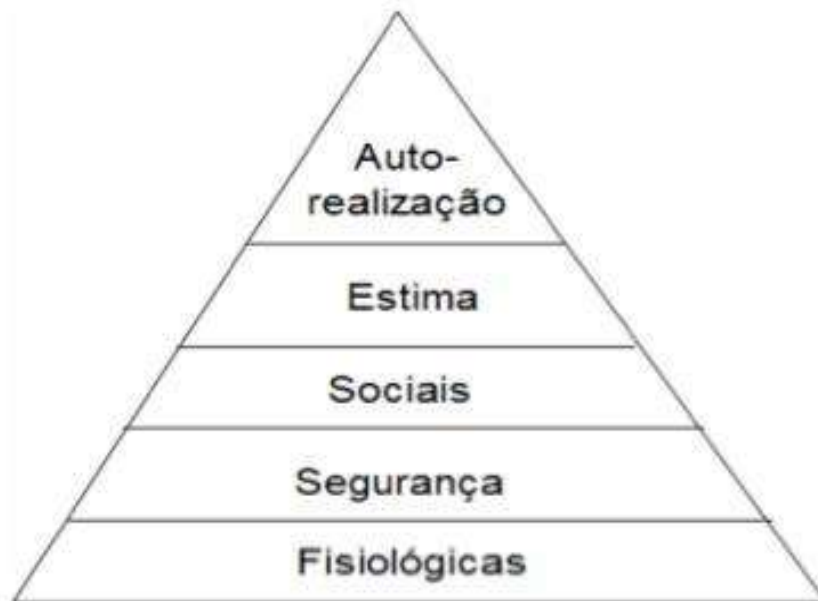 Auto-
realização
Estima
Sociais
Segurança
Fisiológicas